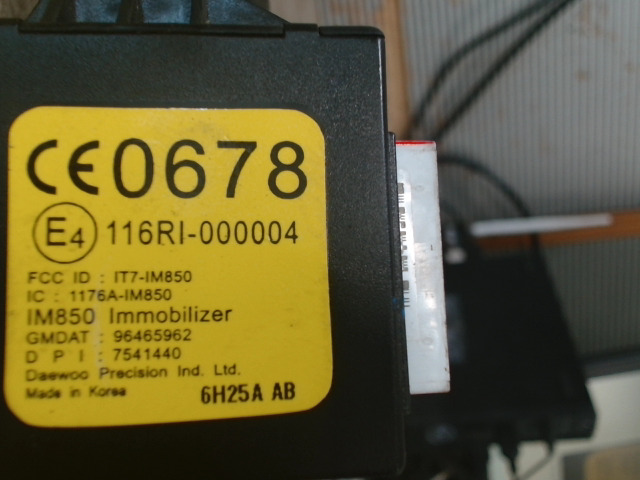 CE0678
E4 116RI-000004
FCC ID : IT7-IM850
IC : 1176A-IM850
IM850 Immobilizer
GMDAT : 96465962
D P I : 7541440
Daewoo Precision Ind. Ltd.
Made in Korea 6H25A AB